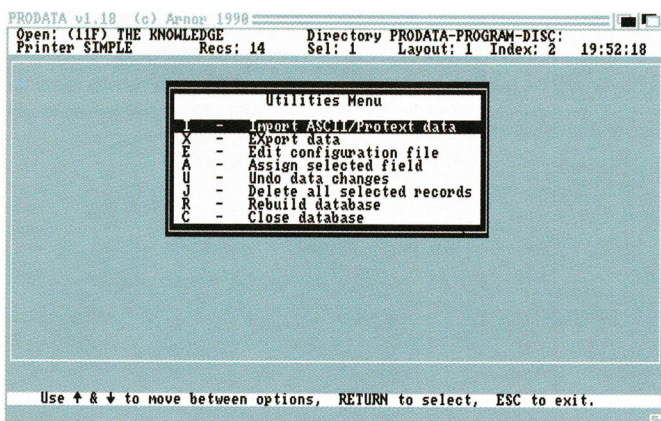 PRODATA v1.18 (c) Arnor 1990
Open: (11F) THE KNOWLEDGE Directory PRODATA-PROGRAM-DISC:
Printer SIMPLE Recs: 14 Sel: 1 Layout: 1 Index: 2 19:52:18
Utilities Menu
I - Import ASCII/Protext data
X - EXport data
E - Edit configuration file
A - Assign selected field
U - Undo data changes
J - Delete all selected records
R - Rebuild database
C - Close database
Use ↑ & ↓ to move between options, RETURN to select, ESC to exit.